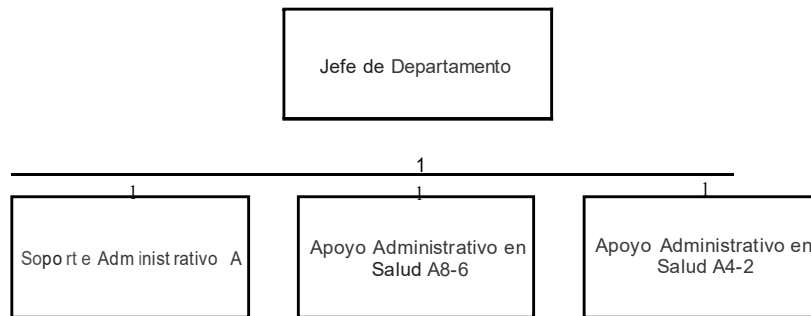 Jefe de Departamento
1
1
1
1
Soporte Administrativo A
Apoyo Administrativo en
Salud A8-6
Apoyo Administrativo en
Salud A4-2